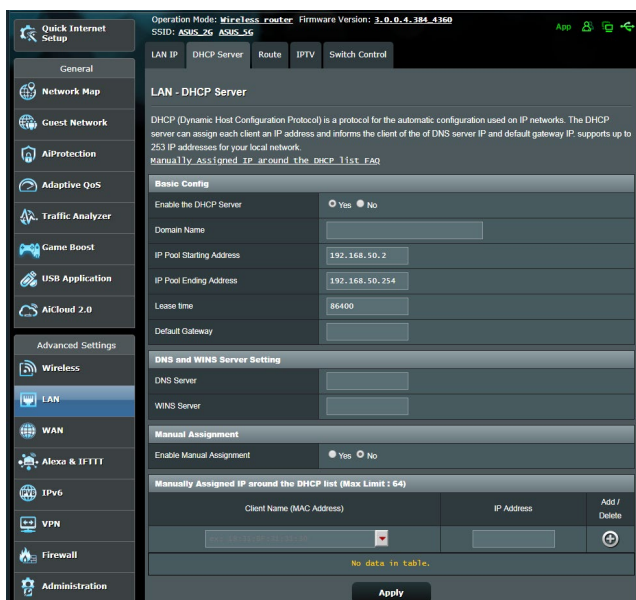 Quick Internet
Setup
General
Network Map
Guest Network
AiProtection
Adaptive QoS
Traffic Analyzer
Game Boost
USB Application
AiCloud 2.0
Advanced Settings
Wireless
LAN
WAN
Alexa & IFTTT
IPv6
VPN
Firewall
Administration
Operation Mode: Wireless router Firmware Version: 3.0.0.4.384_4360
SSID: ASUS_2G ASUS_5G
App
LAN IP DHCP Server Route IPTV Switch Control
LAN - DHCP Server
DHCP (Dynamic Host Configuration Protocol) is a protocol for the automatic configuration used on IP networks. The DHCP
server can assign each client an IP address and informs the client of the of DNS server IP and default gateway IP. supports up to
253 IP addresses for your local network.
Manually Assigned IP around the DHCP list FAQ
Basic Config
Enable the DHCP Server Yes No
Domain Name
IP Pool Starting Address 192.168.50.2
IP Pool Ending Address 192.168.50.254
Lease time 86400
Default Gateway
DNS and WINS Server Setting
DNS Server
WINS Server
Manual Assignment
Enable Manual Assignment Yes No
Manually Assigned IP around the DHCP list (Max Limit : 64)
Client Name (MAC Address) IP Address Add /
Delete
No data in table.
Apply